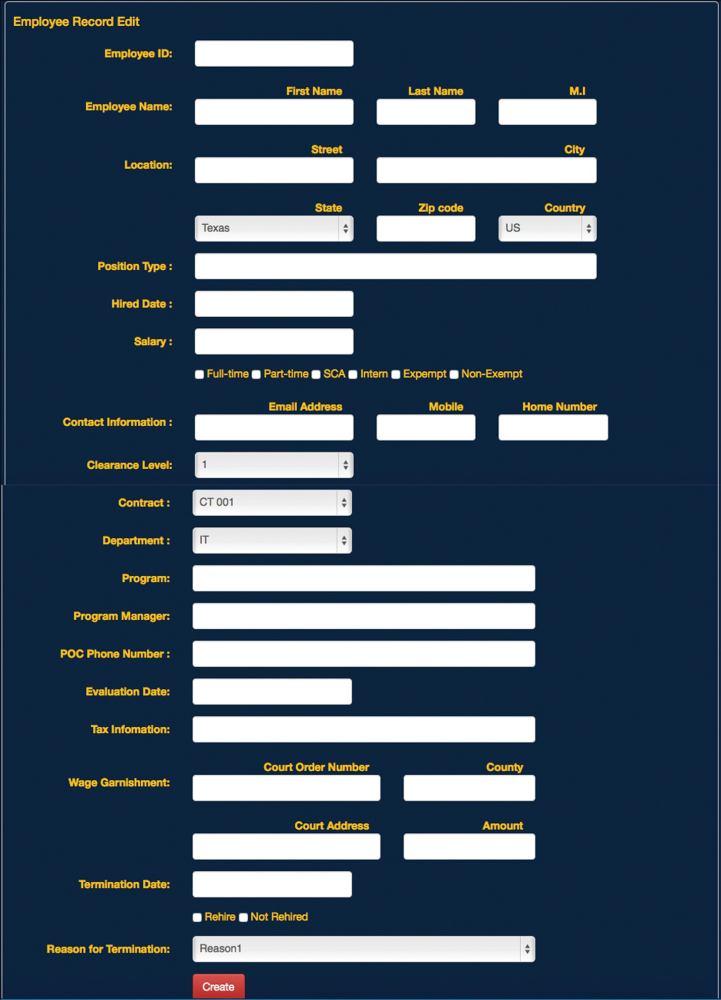 Employee Record Edit
Employee ID:
First Name Last Name M.I
Employee Name:
Street City
Location:
State Zip code Country
Texas US
Position Type :
Hired Date :
Salary :
Full-time Part-time SCA Intern Expempt Non-Exempt
Email Address Mobile Home Number
Contact Information :
Clearance Level: 1
Contract : CT 001
Department : IT
Program:
Program Manager:
POC Phone Number :
Evaluation Date:
Tax Infomation:
Court Order Number County
Wage Garnishment:
Court Address Amount
Termination Date:
Rehire Not Rehired
Reason for Termination: Reason1
Create